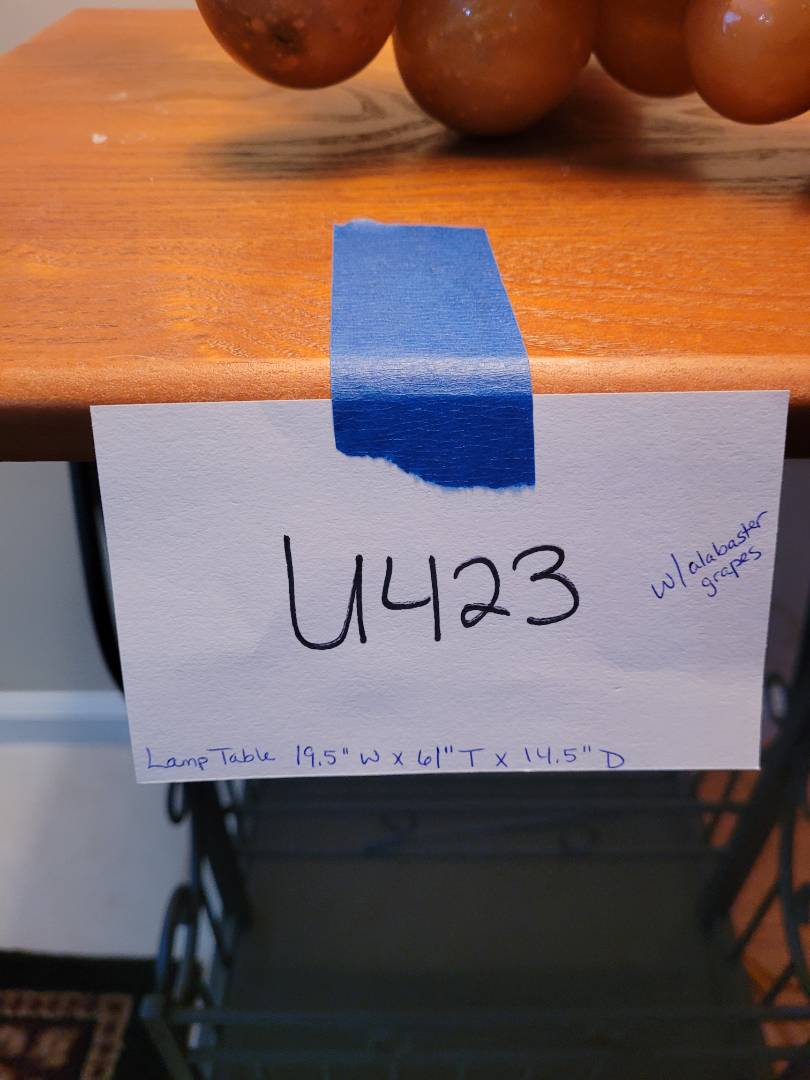 U423
w/alabaster
grapes
Lamp Table 19.5" W x 61" T x 14.5" D